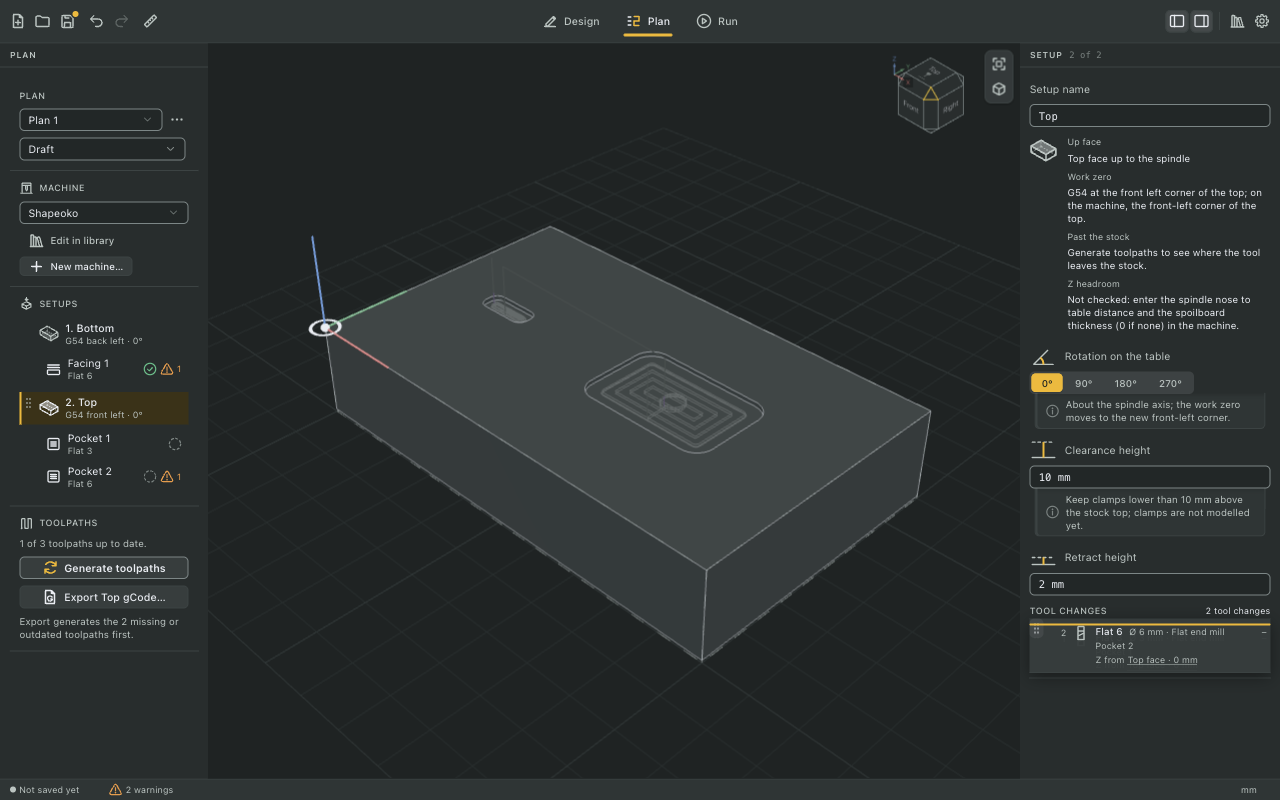 Design
Plan
Run
PLAN
SETUP 2 of 2
PLAN
Plan 1
Draft
MACHINE
Shapeoko
Edit in library
New machine...
SETUPS
1. Bottom
G54 back left · 0°
Facing 1
Flat 6
1
2. Top
G54 front left · 0°
Pocket 1
Flat 3
Pocket 2
Flat 6
1
TOOLPATHS
1 of 3 toolpaths up to date.
Generate toolpaths
Export Top gCode...
Export generates the 2 missing or
outdated toolpaths first.
Top
Front
Right
Setup name
Top
Up face
Top face up to the spindle
Work zero
G54 at the front left corner of the top; on
the machine, the front-left corner of the
top.
Past the stock
Generate toolpaths to see where the tool
leaves the stock.
Z headroom
Not checked: enter the spindle nose to
table distance and the spoilboard
thickness (0 if none) in the machine.
Rotation on the table
0° 90° 180° 270°
About the spindle axis; the work zero
moves to the new front-left corner.
Clearance height
10 mm
Keep clamps lower than 10 mm above
the stock top; clamps are not modelled
yet.
Retract height
2 mm
TOOL CHANGES 2 tool changes
2 Flat 6 Ø 6 mm · Flat end mill –
Pocket 2
Z from Top face · 0 mm
Not saved yet
2 warnings
mm